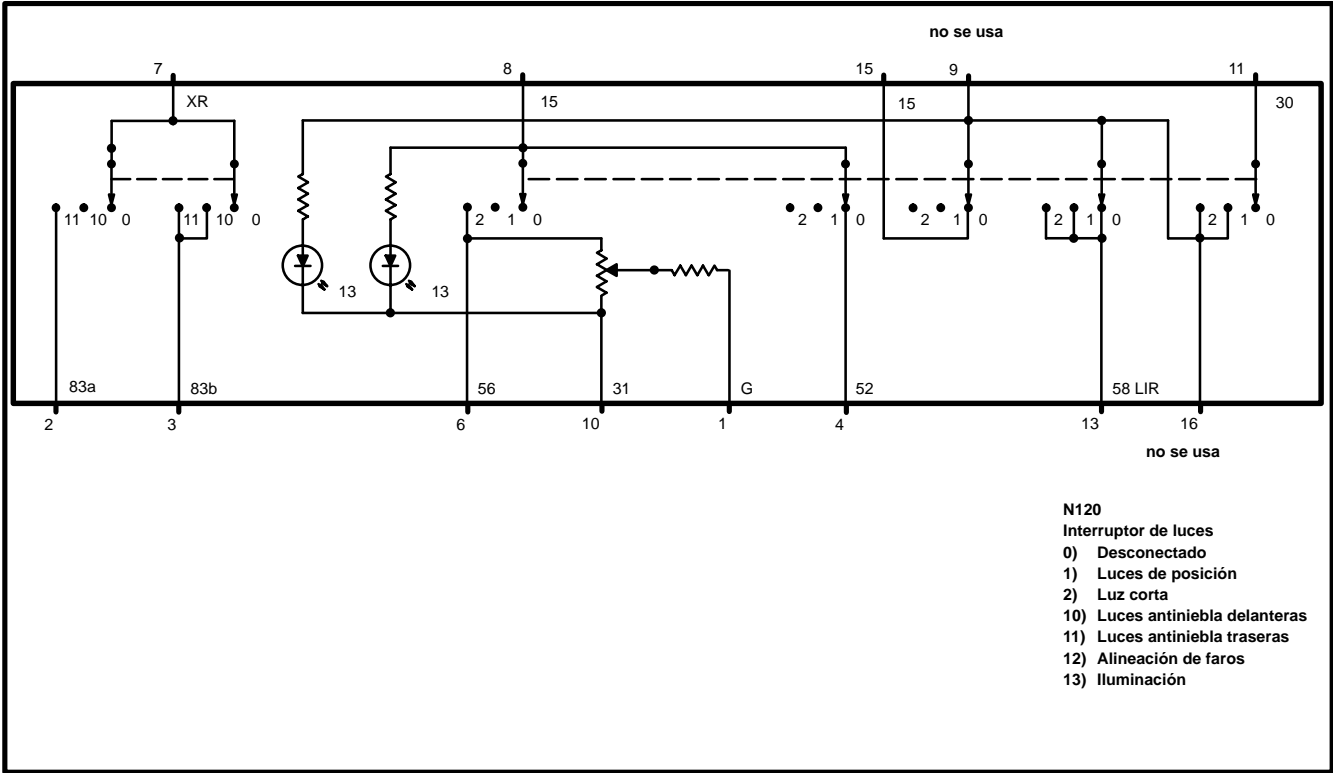 no se usa
7 8 15 9 11
XR 15 15 30
11 10 0 11 10 0 2 1 0 2 1 0 2 1 0 2 1 0 2 1 0
13 13
83a 83b 56 31 G 52 58 LIR
2 3 6 10 1 4 13 16
no se usa
N120
Interruptor de luces
0) Desconectado
1) Luces de posición
2) Luz corta
10) Luces antiniebla delanteras
11) Luces antiniebla traseras
12) Alineación de faros
13) Iluminación